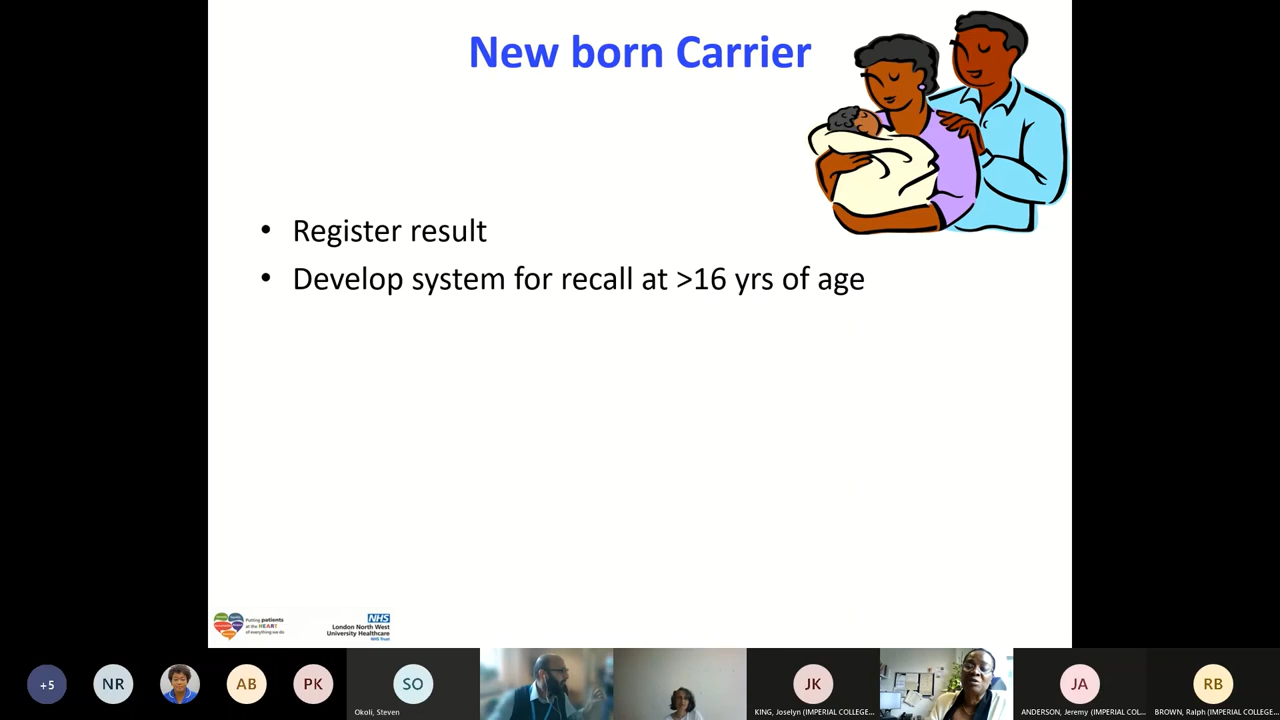 New born Carrier
• Register result
• Develop system for recall at >16 yrs of age
Putting patients
at the HEART
of everything we do
NHS
London North West
University Healthcare
NHS Trust
+5
NR
AB
PK
SO
Okoli, Steven
JK
KING, Joselyn (IMPERIAL COLLEGE...
JA
ANDERSON, Jeremy (IMPERIAL COL...
RB
BROWN, Ralph (IMPERIAL COLLEGE...